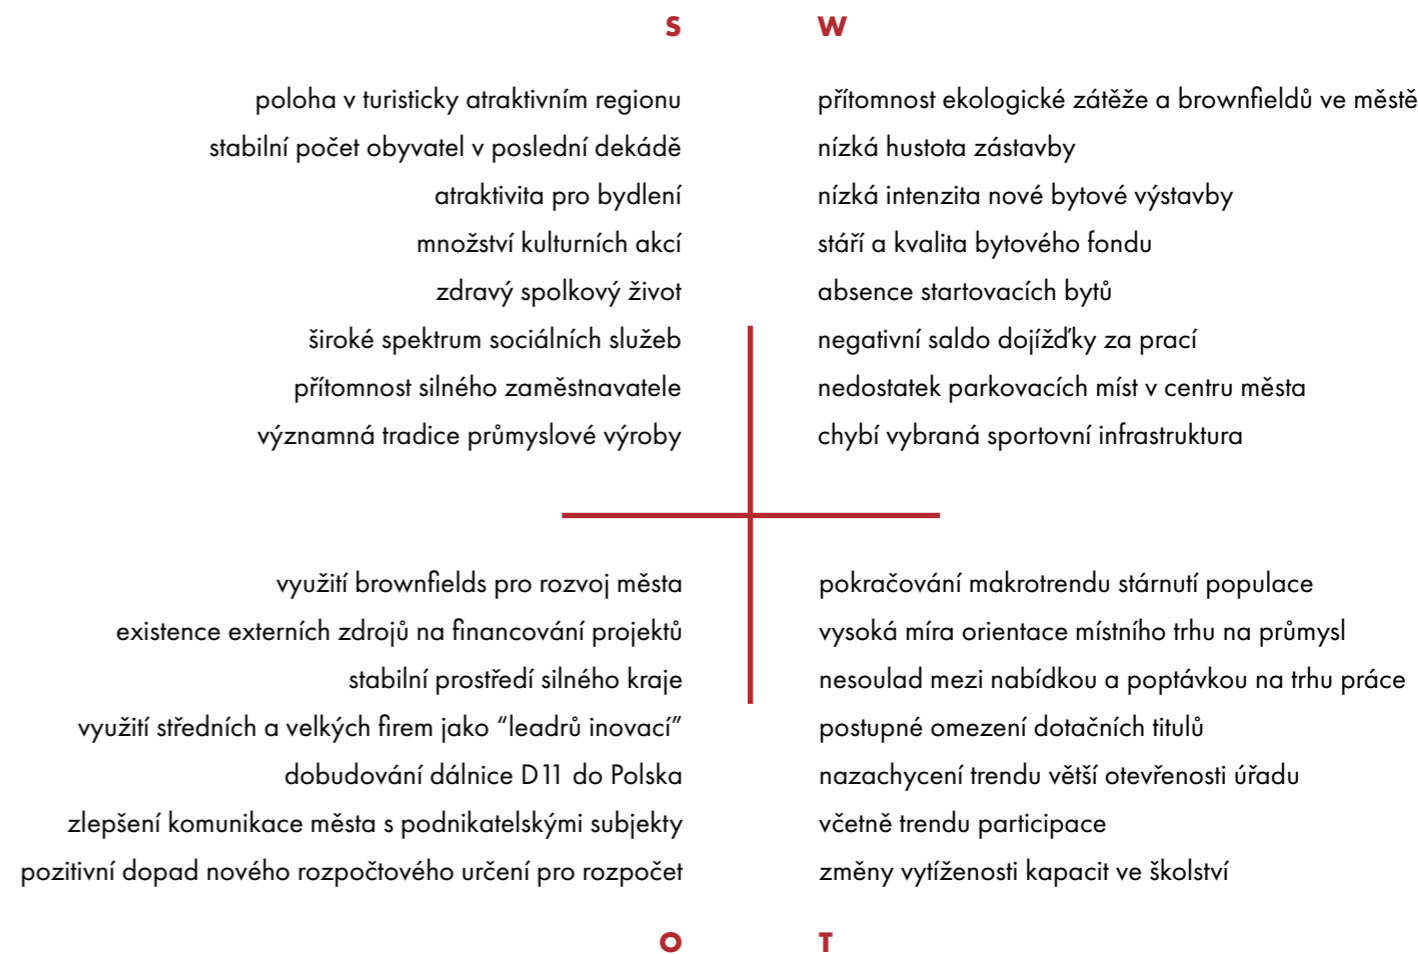 S
poloha v turisticky atraktivním regionu
stabilní počet obyvatel v poslední dekádě
atraktivita pro bydlení
množství kulturních akcí
zdravý spolkový život
široké spektrum sociálních služeb
přítomnost silného zaměstnavatele
významná tradice průmyslové výroby
W
přítomnost ekologické zátěže a brownfieldů ve městě
nízká hustota zástavby
nízká intenzita nové bytové výstavby
stáří a kvalita bytového fondu
absence startovacích bytů
negativní saldo dojížďky za prací
nedostatek parkovacích míst v centru města
chybí vybraná sportovní infrastruktura
využití brownfields pro rozvoj města
existence externích zdrojů na financování projektů
stabilní prostředí silného kraje
využití středních a velkých firem jako “leadrů inovací”
dobudování dálnice D11 do Polska
zlepšení komunikace města s podnikatelskými subjekty
pozitivní dopad nového rozpočtového určení pro rozpočet
O
pokračování makrotrendu stárnutí populace
vysoká míra orientace místního trhu na průmysl
nesoulad mezi nabídkou a poptávkou na trhu práce
postupné omezení dotačních titulů
nazachycení trendu větší otevřenosti úřadu
včetně trendu participace
změny vytíženosti kapacit ve školství
T